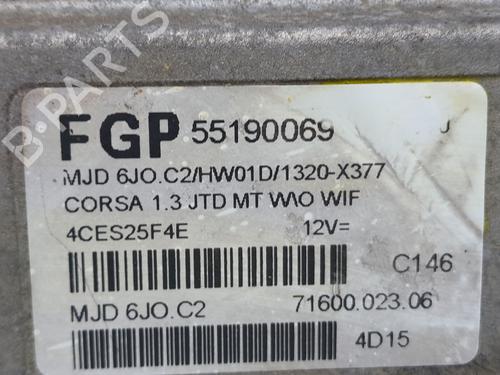 B-PARTS
FGP 55190069 J
MJD 6JO.C2/HW01D/1320-X377
CORSA 1.3 JTD MT W\O WIF
4CES25F4E 12V=
C146
MJD 6JO.C2 71600.023.06
4D15